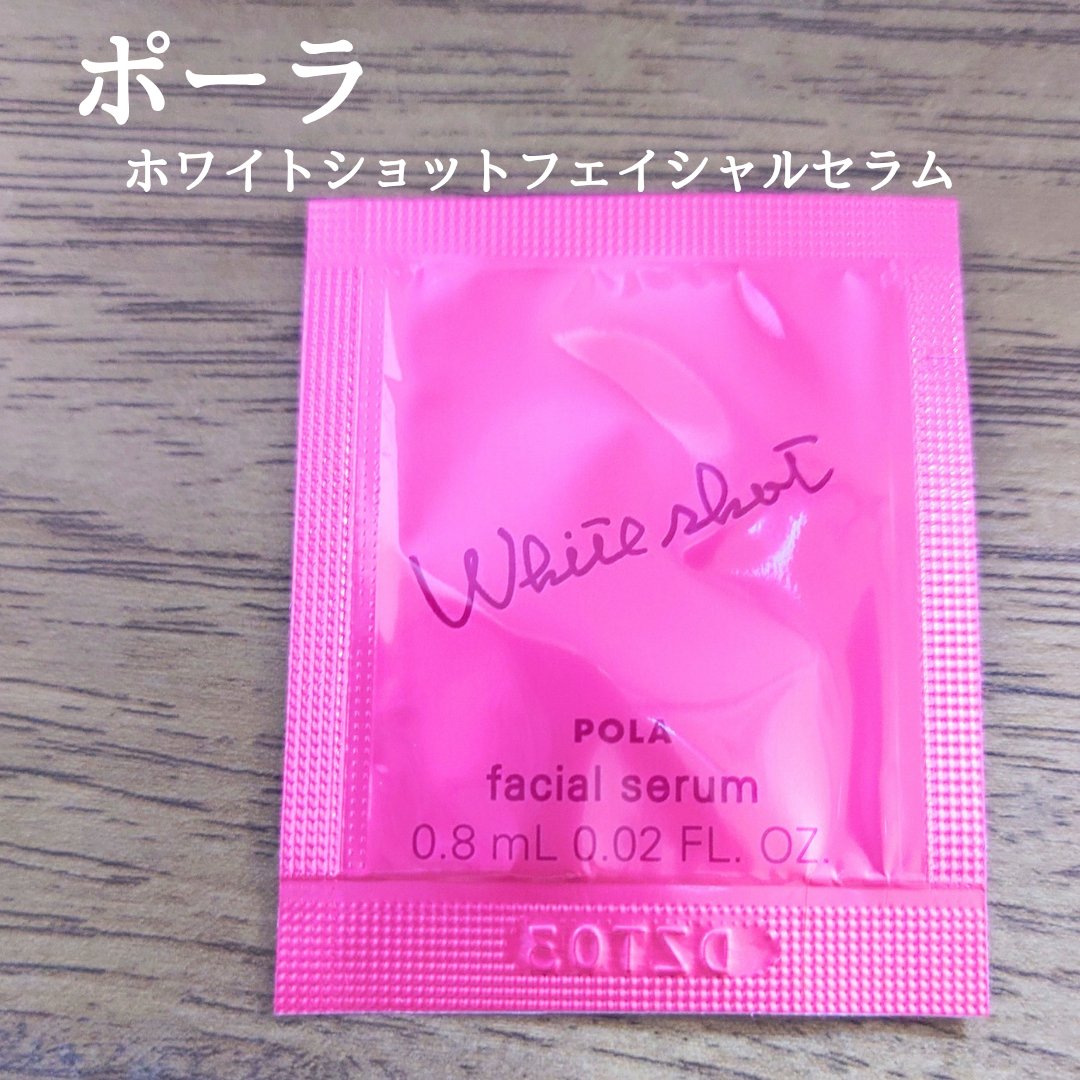 ポーラ
ホワイトショットフェイシャルセラム
White shot
POLA
facial serum
0.8 mL 0.02 FL. OZ.
DZT03